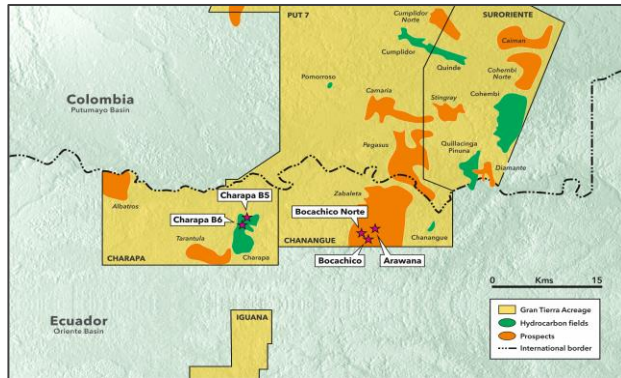 PUT 7
Cumplidor
Norte
SURORIENTE
Caiman
Cumplidor
Quinde
Cohembi
Norte
Pomorroso
Colombia
Putumayo Basin
Camaria
Stingray
Cohembi
Pegasus
Quillacinga
Pinuna
Diamante
Albatros
Charapa B5
Charapa B6
Zabaleta
Bocachico Norte
Tarantula
Charapa
CHARAPA
CHANANGUE
Chanangue
Bocachico
Arawana
0 Kms 15
Ecuador
Oriente Basin
IGUANA
Gran Tierra Acreage
Hydrocarbon fields
Prospects
International border